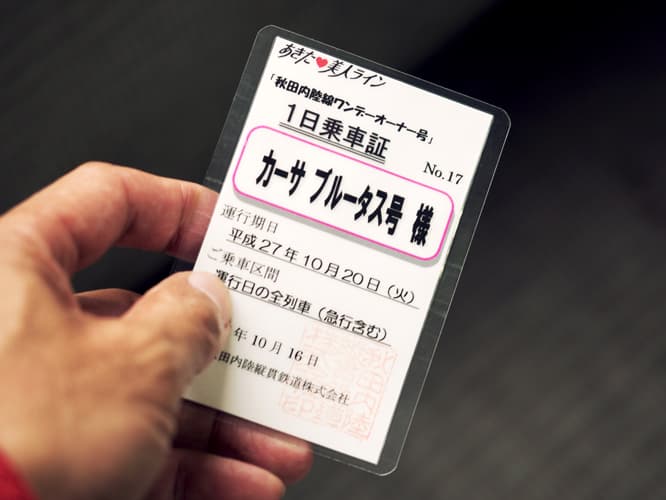 あきた♥美人ライン
「秋田内陸線ワンデーオーナー号」
1日乗車証
No.17
カーサ ブルータス号 様
運行期日
平成27年10月20日（火）
ご乗車区間
運行日の全列車（急行含む）
年10月16日
秋田内陸縦貫鉄道株式会社